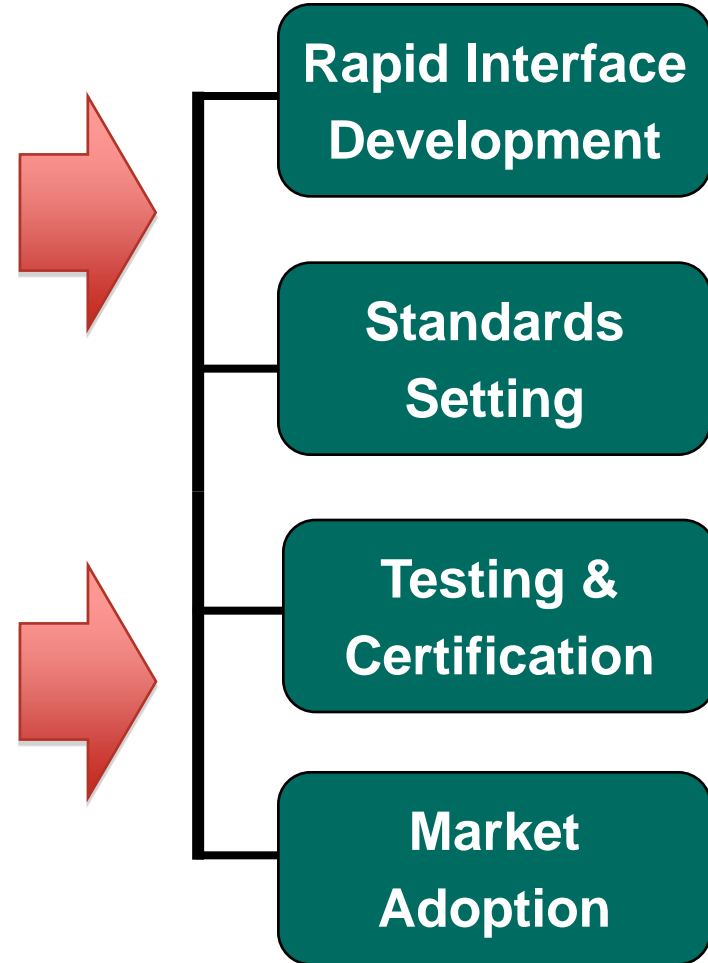 Rapid Interface
Development
Standards
Setting
Testing &
Certification
Market
Adoption